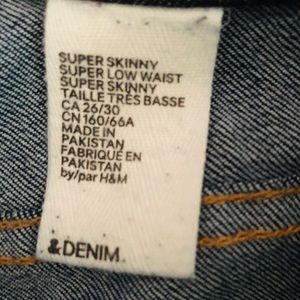 SUPER SKINNY
SUPER LOW WAIST
SUPER SKINNY
TAILLE TRÈS BASSE
CA 26/30
CN 160/66A
MADE IN
PAKISTAN
FABRIQUÉ EN
PAKISTAN
by/par H&M
&DENIM